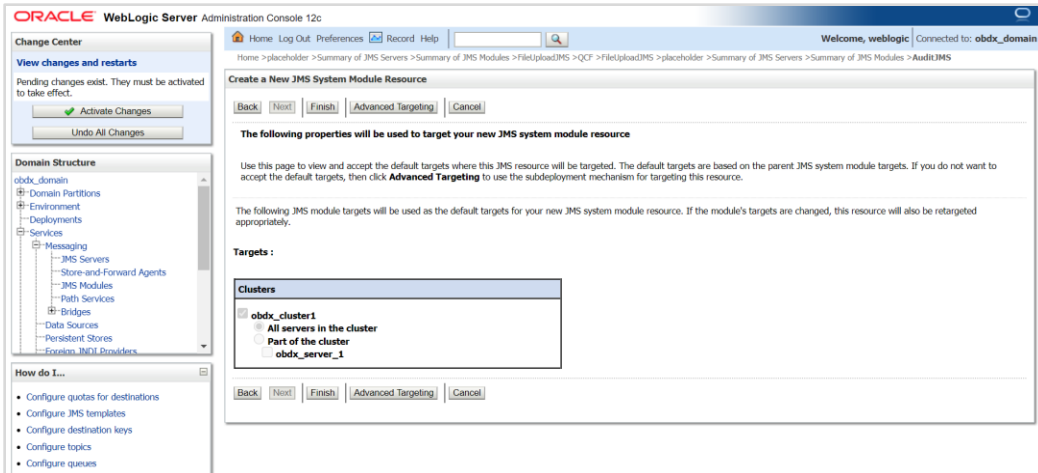 ORACLE WebLogic Server Administration Console 12c
Change Center
View changes and restarts
Pending changes exist. They must be activated
to take effect.
Activate Changes
Undo All Changes
Domain Structure
obdx_domain
Domain Partitions
Environment
Deployments
Services
Messaging
JMS Servers
Store-and-Forward Agents
JMS Modules
Path Services
Bridges
Data Sources
Persistent Stores
Foreign JNDI Providers
How do I...
Configure quotas for destinations
Configure JMS templates
Configure destination keys
Configure topics
Configure queues
Home Log Out Preferences Record Help
Welcome, weblogic Connected to: obdx_domain
Home >placeholder >Summary of JMS Servers >Summary of JMS Modules >FileUploadJMS >QCF >FileUploadJMS >placeholder >Summary of JMS Servers >Summary of JMS Modules >AuditJMS
Create a New JMS System Module Resource
Back Next Finish Advanced Targeting Cancel
The following properties will be used to target your new JMS system module resource
Use this page to view and accept the default targets where this JMS resource will be targeted. The default targets are based on the parent JMS system module targets. If you do not want to
accept the default targets, then click Advanced Targeting to use the subdeployment mechanism for targeting this resource.
The following JMS module targets will be used as the default targets for your new JMS system module resource. If the module's targets are changed, this resource will also be retargeted
appropriately.
Targets :
Clusters
obdx_cluster1
All servers in the cluster
Part of the cluster
obdx_server_1
Back Next Finish Advanced Targeting Cancel